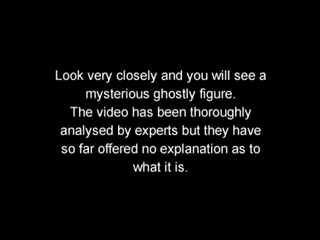 Look very closely and you will see a
mysterious ghostly figure.
The video has been thoroughly
analysed by experts but they have
so far offered no explanation as to
what it is.